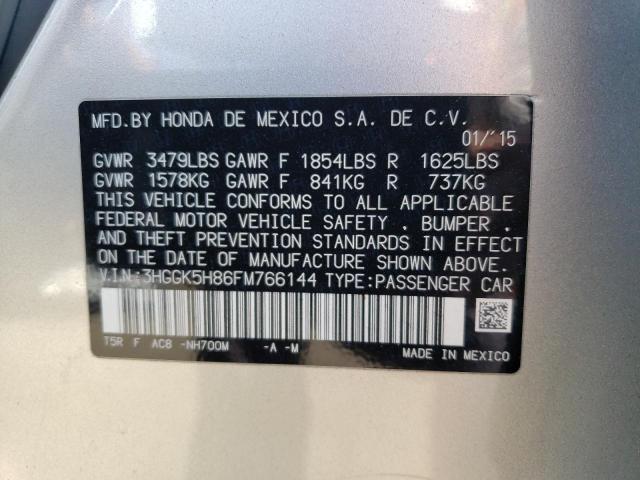 MFD.BY HONDA DE MEXICO S.A. DE C.V.
01/'15
GVWR 3479LBS GAWR F 1854LBS R 1625LBS
GVWR 1578KG GAWR F 841KG R 737KG
THIS VEHICLE CONFORMS TO ALL APPLICABLE
FEDERAL MOTOR VEHICLE SAFETY , BUMPER ,
AND THEFT PREVENTION STANDARDS IN EFFECT
ON THE DATE OF MANUFACTURE SHOWN ABOVE.
V.I.N.:3HGGK5H86FM766144 TYPE:PASSENGER CAR
T5R F AC8 -NH700M -A -M
MADE IN MEXICO